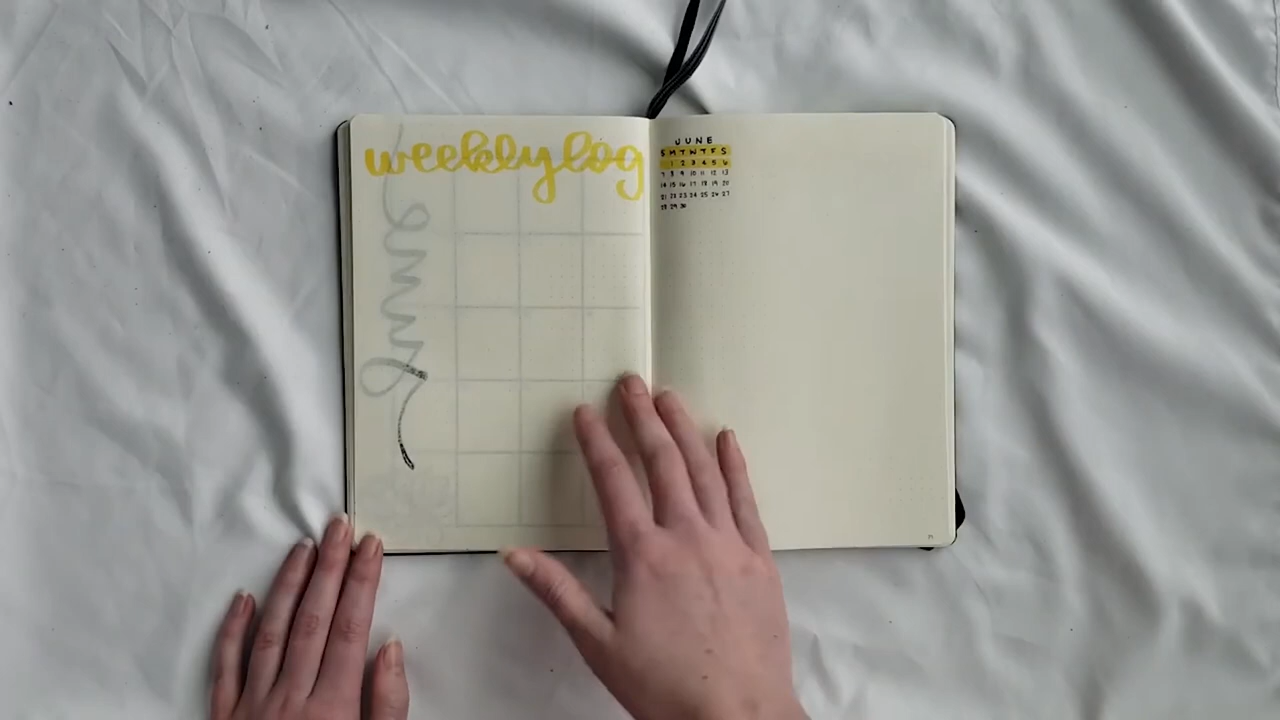 weekly log
JUNE
S M T W T F S
1 2 3 4 5 6
7 8 9 10 11 12 13
14 15 16 17 18 19 20
21 22 23 24 25 26 27
28 29 30